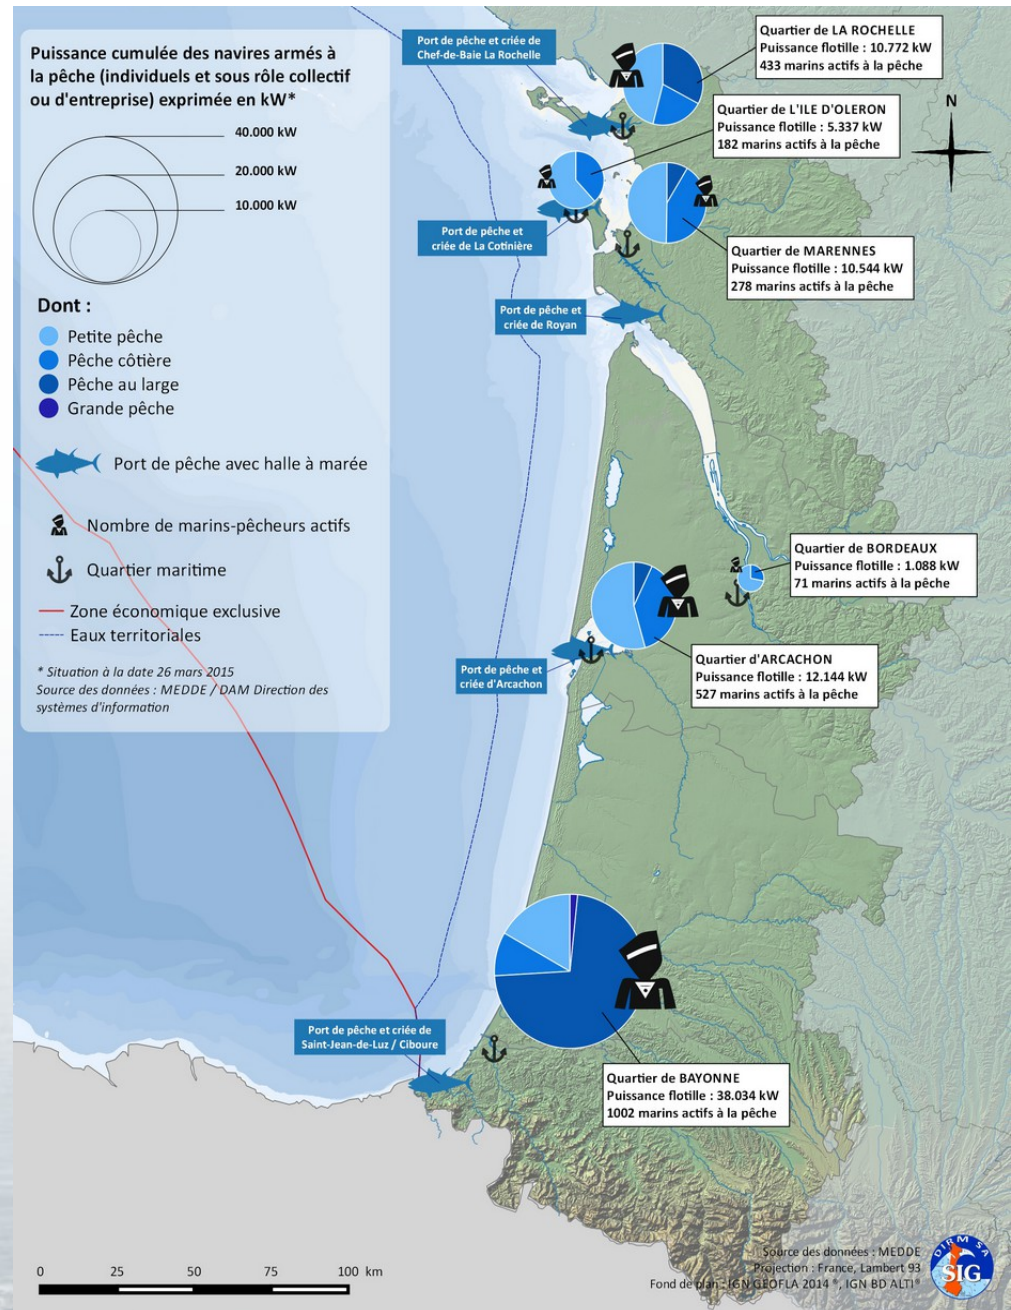 Puissance cumulée des navires armés à
la pêche (individuels et sous rôle collectif
ou d'entreprise) exprimée en kW*
40.000 kW
20.000 kW
10.000 kW
Dont :
Petite pêche
Pêche côtière
Pêche au large
Grande pêche
Port de pêche avec halle à marée
Nombre de marins-pêcheurs actifs
Quartier maritime
Zone économique exclusive
Eaux territoriales
* Situation à la date 26 mars 2015
Source des données : MEDDE / DAM Direction des
systèmes d'information
Port de pêche et criée de
Chef-de-Baie La Rochelle
Quartier de LA ROCHELLE
Puissance flotille : 10.772 kW
433 marins actifs à la pêche
Quartier de L'ILE D'OLERON
Puissance flotille : 5.337 kW
182 marins actifs à la pêche
N
Port de pêche et
criée de La Cotinière
Quartier de MARENNES
Puissance flotille : 10.544 kW
278 marins actifs à la pêche
Port de pêche et
criée de Royan
Quartier de BORDEAUX
Puissance flotille : 1.088 kW
71 marins actifs à la pêche
Port de pêche et
criée d'Arcachon
Quartier d'ARCACHON
Puissance flotille : 12.144 kW
527 marins actifs à la pêche
Port de pêche et criée de
Saint-Jean-de-Luz / Ciboure
Quartier de BAYONNE
Puissance flotille : 38.034 kW
1002 marins actifs à la pêche
0 25 50 75 100 km
Source des données : MEDDE
Projection : France, Lambert 93
Fond de plan : IGN GEOFLA 2014 ®, IGN BD ALTI®
DIRM SA
SIG